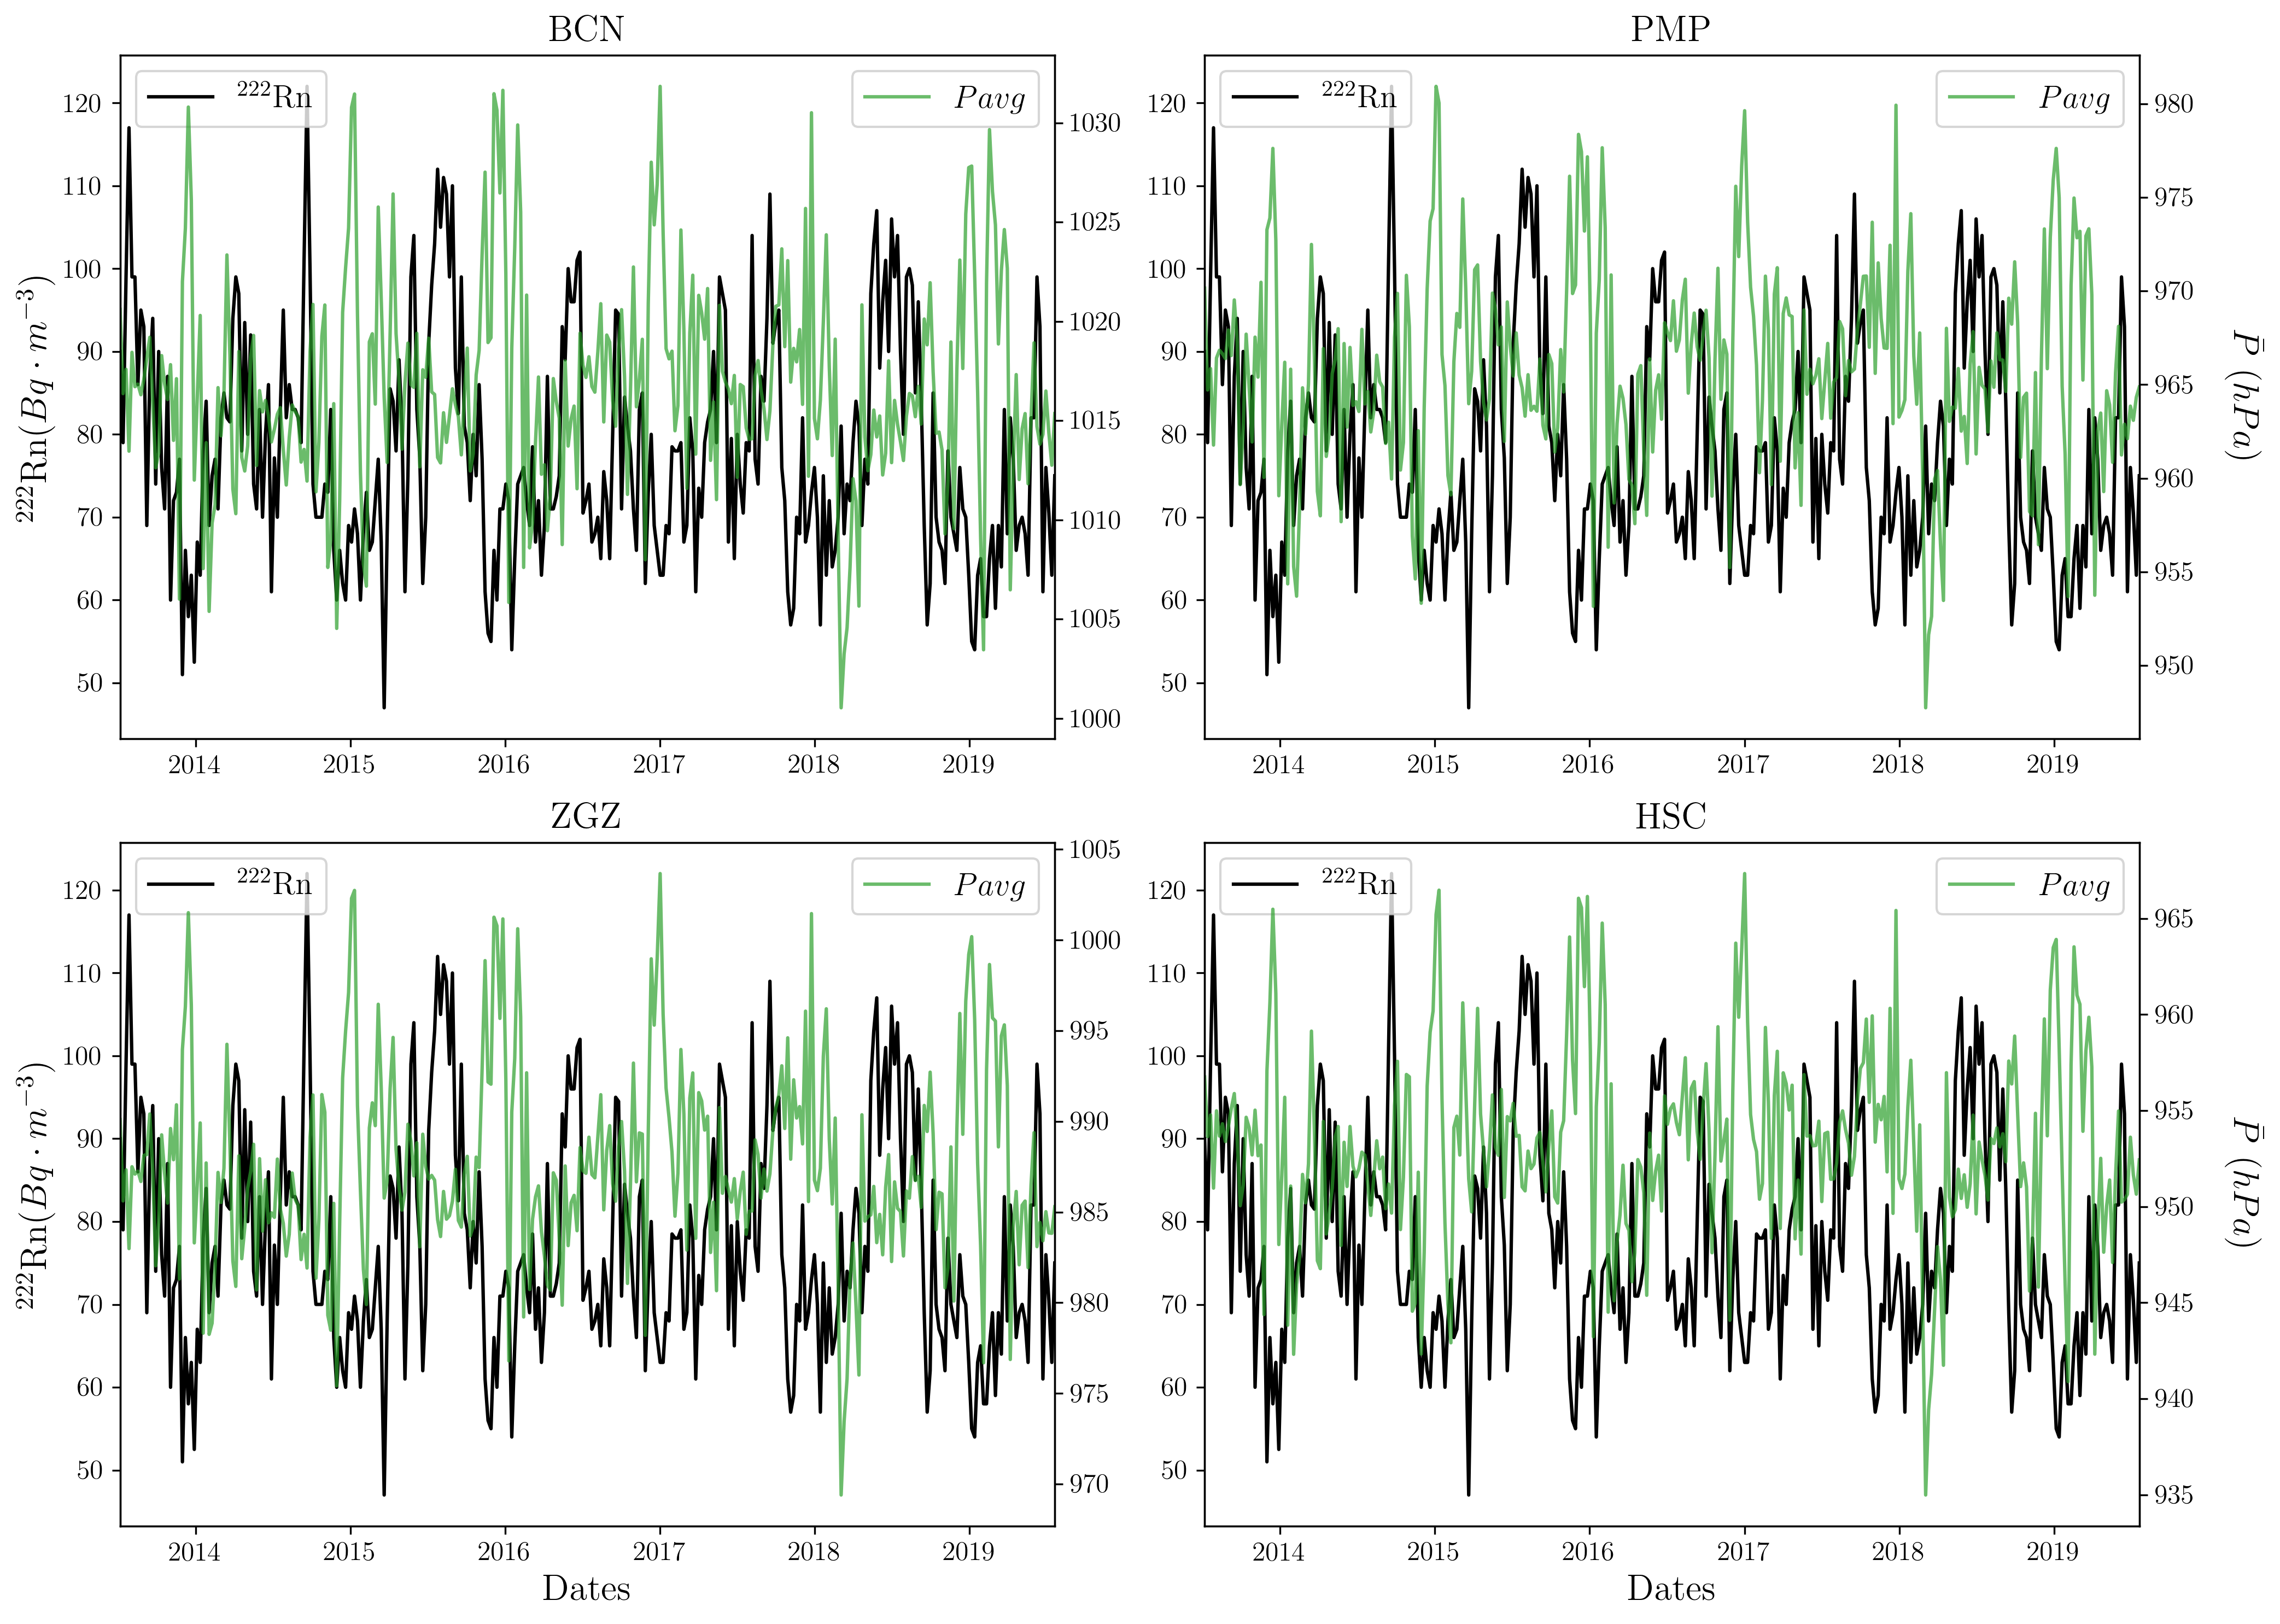 BCN
²²²Rn
Pavg
120
110
100
90
80
70
60
50
²²²Rn(Bq · m⁻³)
1030
1025
1020
1015
1010
1005
1000
2014 2015 2016 2017 2018 2019
PMP
²²²Rn
Pavg
120
110
100
90
80
70
60
50
980
975
970
965
960
955
950
P̄ (hPa)
2014 2015 2016 2017 2018 2019
ZGZ
²²²Rn
Pavg
120
110
100
90
80
70
60
50
²²²Rn(Bq · m⁻³)
1005
1000
995
990
985
980
975
970
2014 2015 2016 2017 2018 2019
Dates
HSC
²²²Rn
Pavg
120
110
100
90
80
70
60
50
965
960
955
950
945
940
935
P̄ (hPa)
2014 2015 2016 2017 2018 2019
Dates